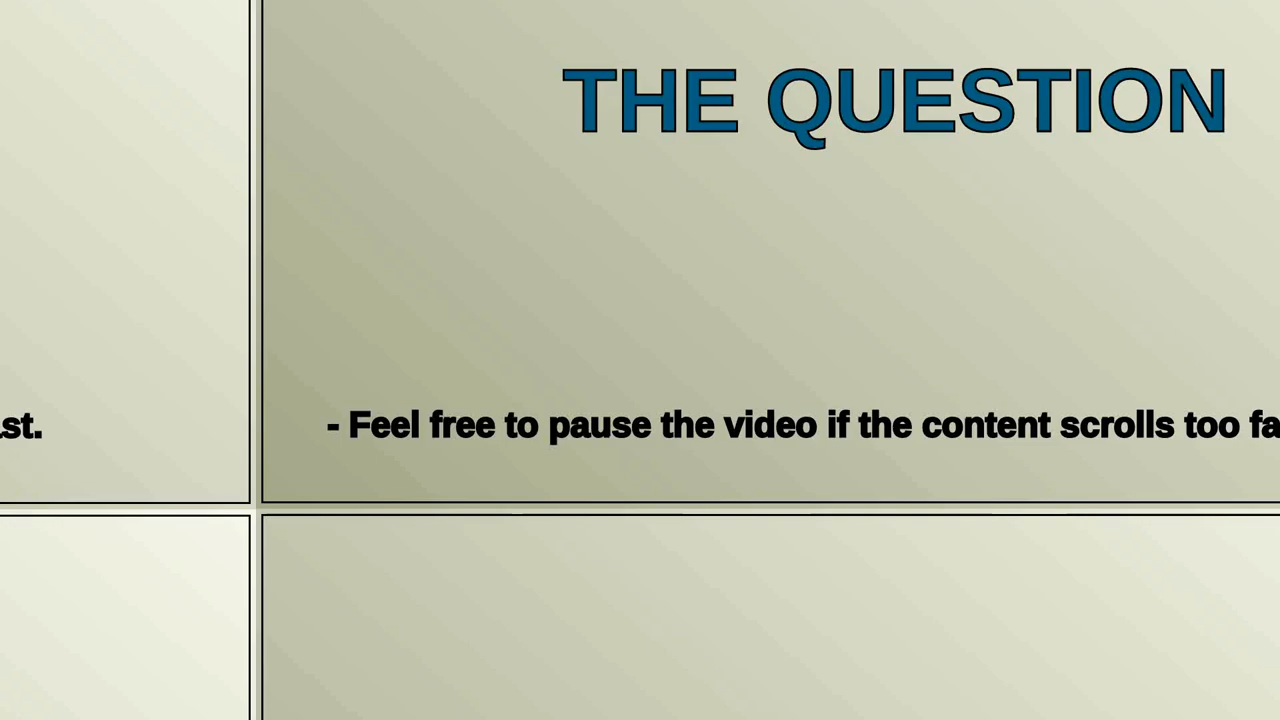 THE QUESTION
st.
- Feel free to pause the video if the content scrolls too fa